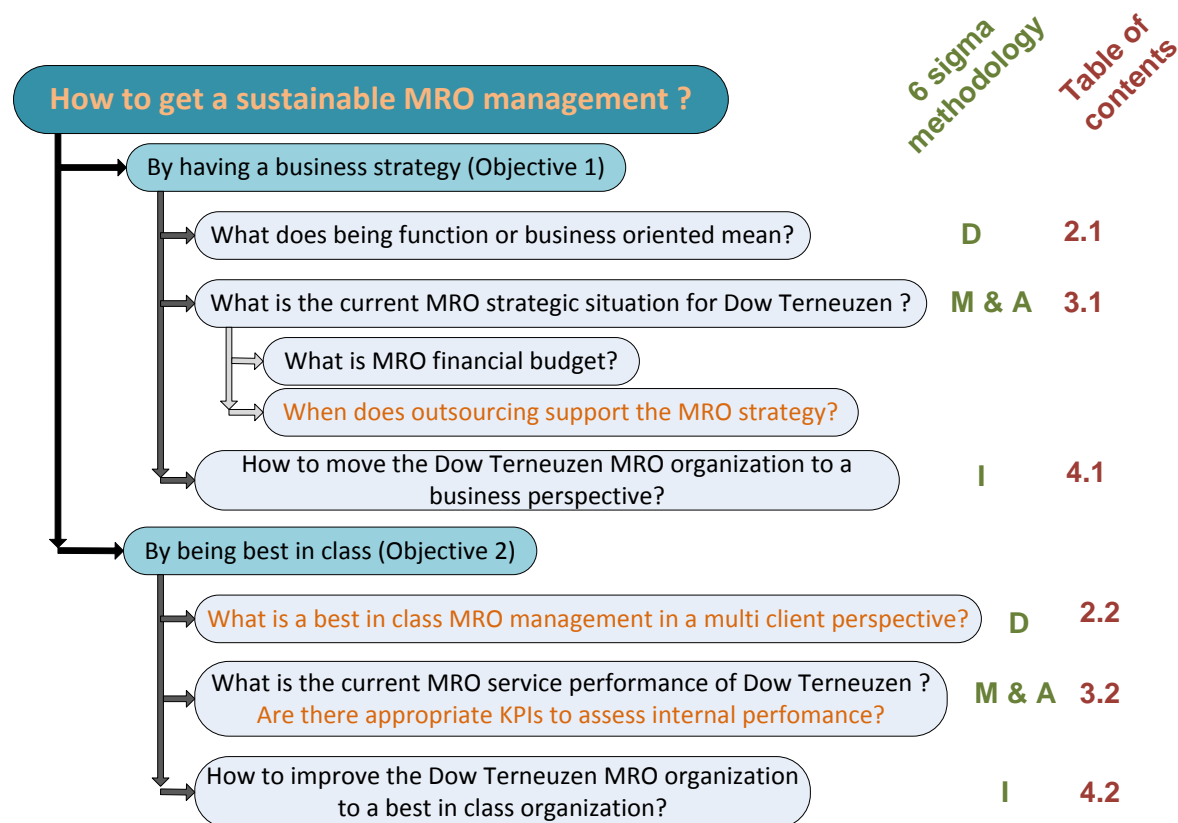 6 sigma
methodology
Table of
contents
How to get a sustainable MRO management ?
By having a business strategy (Objective 1)
What does being function or business oriented mean?
D
2.1
What is the current MRO strategic situation for Dow Terneuzen ?
M & A
3.1
What is MRO financial budget?
When does outsourcing support the MRO strategy?
How to move the Dow Terneuzen MRO organization to a
business perspective?
I
4.1
By being best in class (Objective 2)
What is a best in class MRO management in a multi client perspective?
D
2.2
What is the current MRO service performance of Dow Terneuzen ?
Are there appropriate KPIs to assess internal perfomance?
M & A
3.2
How to improve the Dow Terneuzen MRO organization
to a best in class organization?
I
4.2